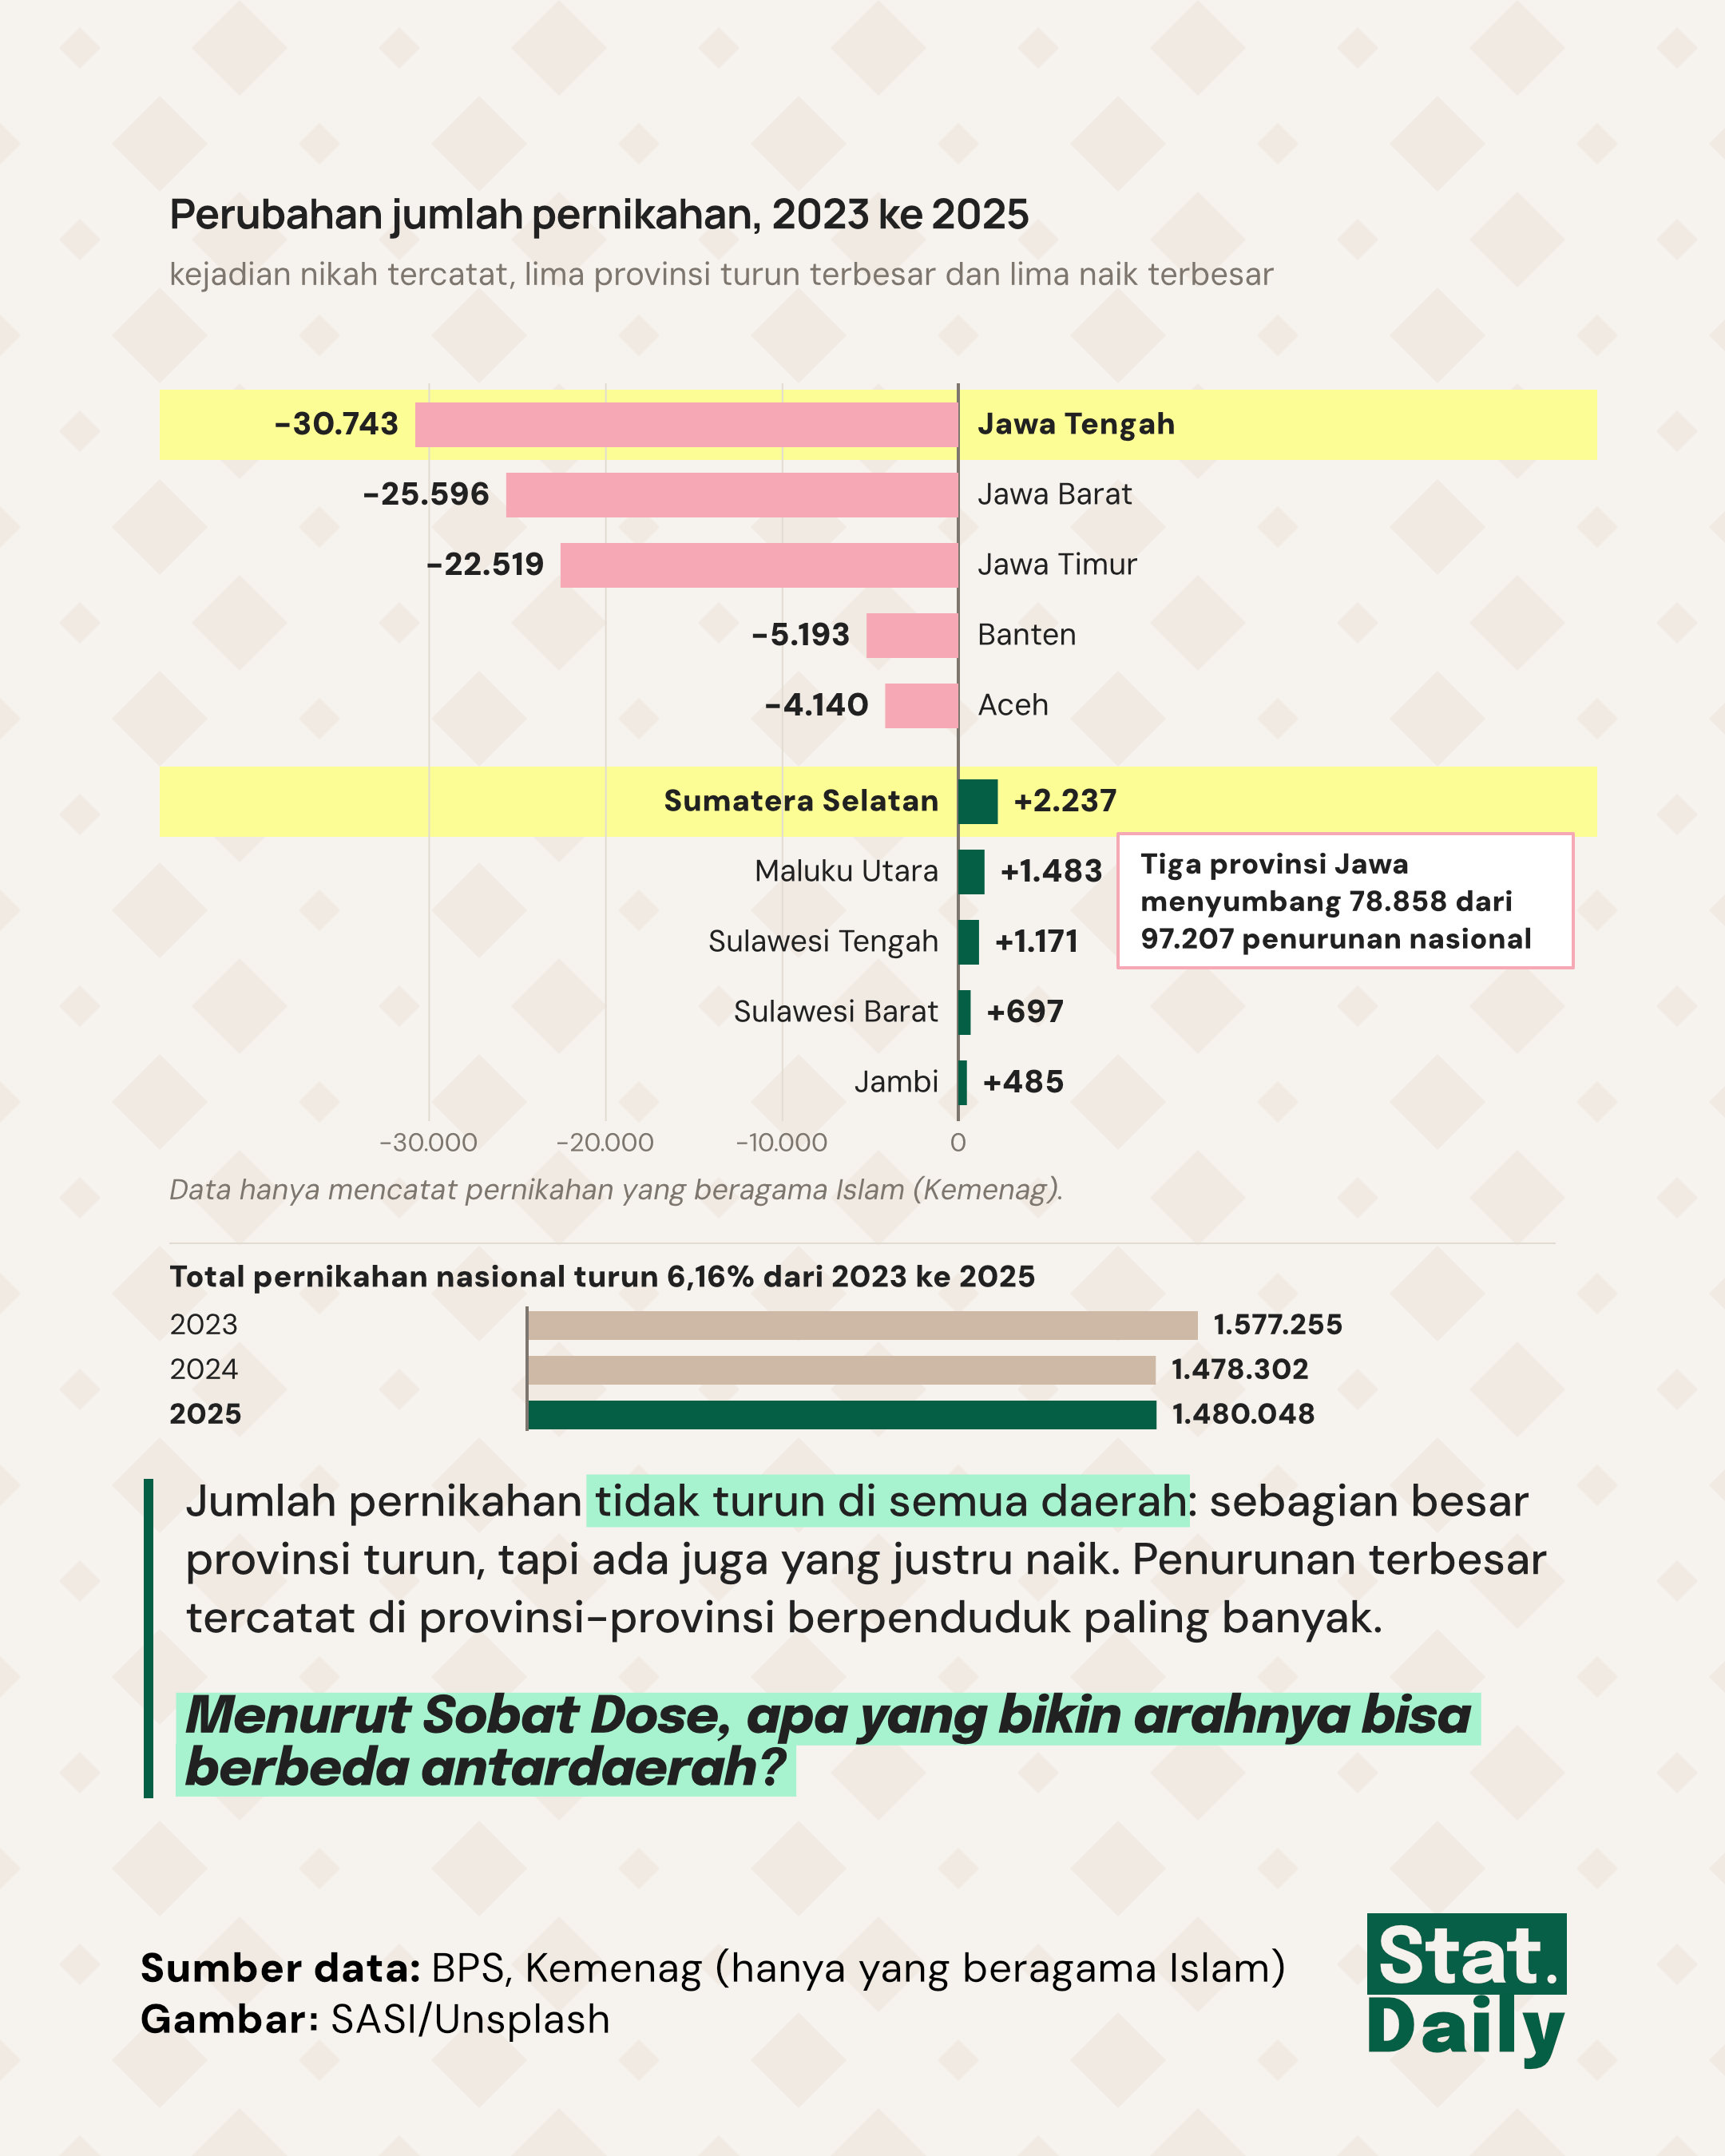 Perubahan jumlah pernikahan, 2023 ke 2025
kejadian nikah tercatat, lima provinsi turun terbesar dan lima naik terbesar
-30.743 Jawa Tengah
-25.596 Jawa Barat
-22.519 Jawa Timur
-5.193 Banten
-4.140 Aceh
Sumatera Selatan +2.237
Maluku Utara +1.483
Sulawesi Tengah +1.171
Sulawesi Barat +697
Jambi +485
Tiga provinsi Jawa
menyumbang 78.858 dari
97.207 penurunan nasional
-30.000 -20.000 -10.000 0
Data hanya mencatat pernikahan yang beragama Islam (Kemenag).
Total pernikahan nasional turun 6,16% dari 2023 ke 2025
2023 1.577.255
2024 1.478.302
2025 1.480.048
Jumlah pernikahan tidak turun di semua daerah: sebagian besar
provinsi turun, tapi ada juga yang justru naik. Penurunan terbesar
tercatat di provinsi-provinsi berpenduduk paling banyak.
Menurut Sobat Dose, apa yang bikin arahnya bisa
berbeda antardaerah?
Sumber data: BPS, Kemenag (hanya yang beragama Islam)
Gambar: SASI/Unsplash
Stat.
Daily